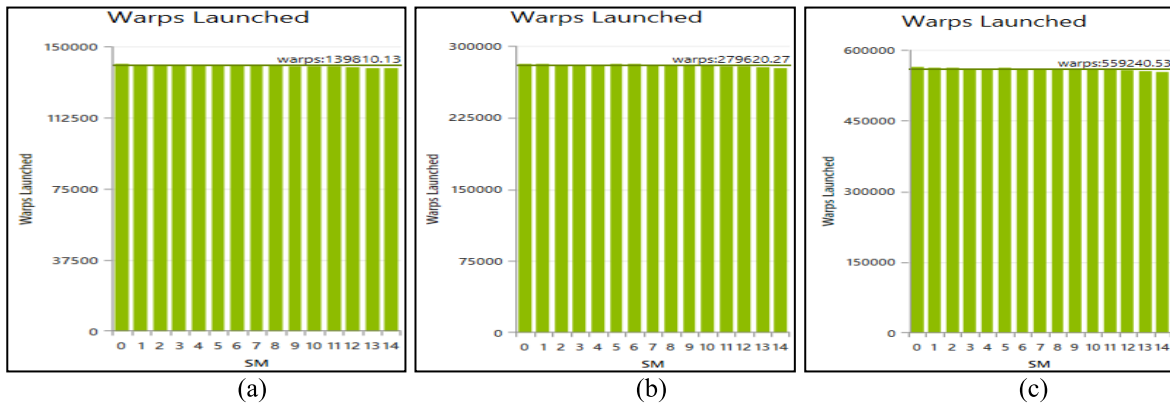 Warps Launched
150000
warps:139810.13
112500
75000
37500
0
Warps Launched
0 1 2 3 4 5 6 7 8 9 10 11 12 13 14
SM
(a)
Warps Launched
300000
warps:279620.27
225000
150000
75000
0
Warps Launched
0 1 2 3 4 5 6 7 8 9 10 11 12 13 14
SM
(b)
Warps Launched
600000
warps:559240.53
450000
300000
150000
0
Warps Launched
0 1 2 3 4 5 6 7 8 9 10 11 12 13 14
SM
(c)